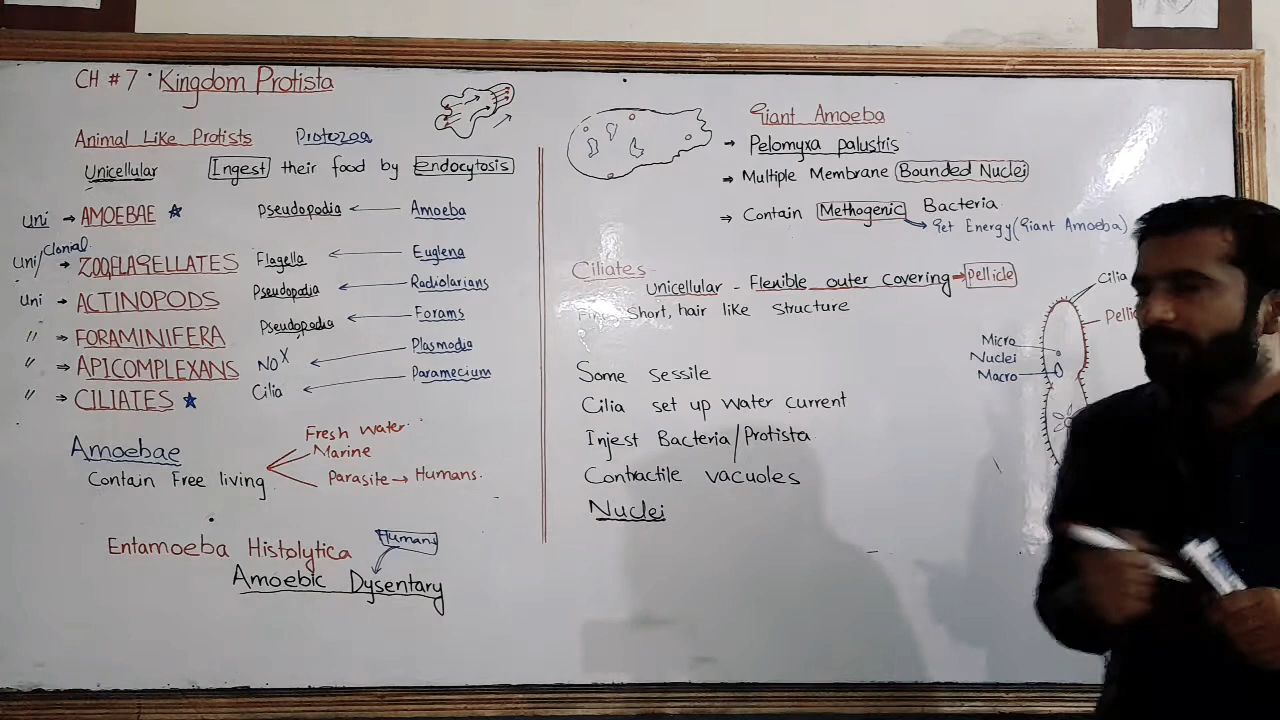 CH # 7 · Kingdom Protista
Animal Like Protists Protozoa
Unicellular Ingest their food by Endocytosis
Uni → AMOEBAE ★ Pseudopodia ← Amoeba
Uni/Clonial → ZOOFLAGELLATES Flagella ← Euglena
Uni → ACTINOPODS Pseudopodia ← Radiolarians
" → FORAMINIFERA Pseudopodia ← Forams
" → APICOMPLEXANS NO X ← Plasmodia
" → CILIATES ★ Cilia ← Paramecium
Amoebae
Contain Free living
Fresh Water
Marine
Parasite → Humans.
Entamoeba Histolytica
Humans
Amoebic Dysentary
Giant Amoeba
→ Pelomyxa palustris
→ Multiple Membrane Bounded Nuclei
→ Contain Methogenic Bacteria
→ Get Energy (Giant Amoeba)
Ciliates
Unicellular - Flexible outer covering → Pellicle
Short, hair like structure
Some sessile
Cilia set up water current
Injest Bacteria/Protista
Contractile vacuoles
Nuclei
Cilia
Micro
Nuclei
Macro